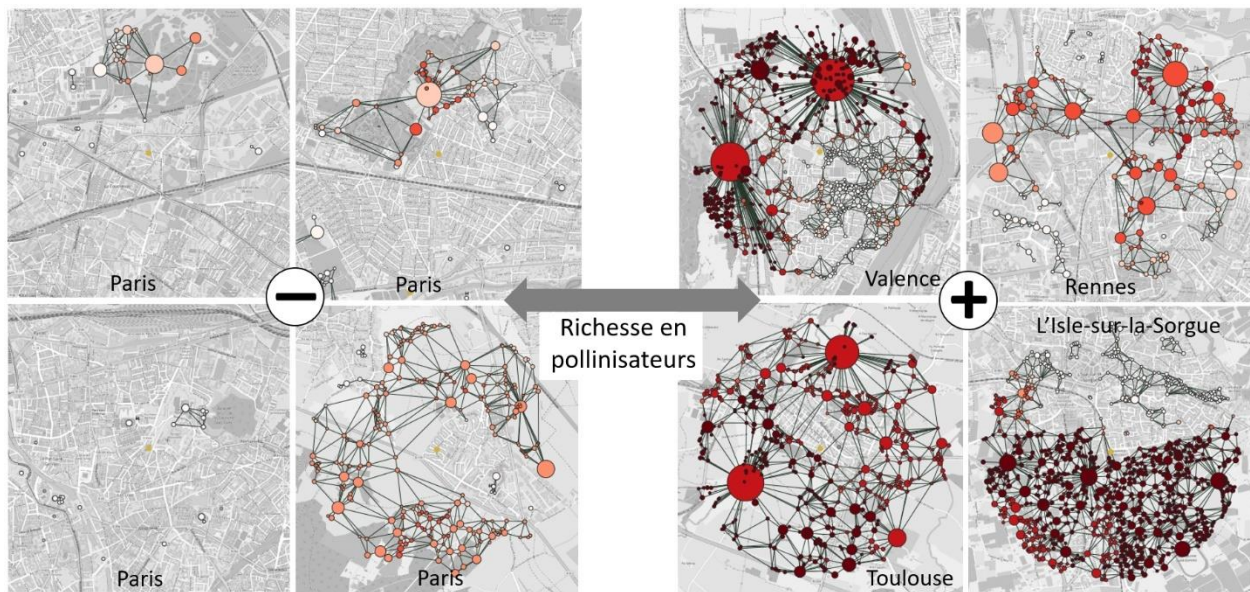 Paris
Paris
Valence
Rennes
−
+
Richesse en
pollinisateurs
L'Isle-sur-la-Sorgue
Paris
Paris
Toulouse